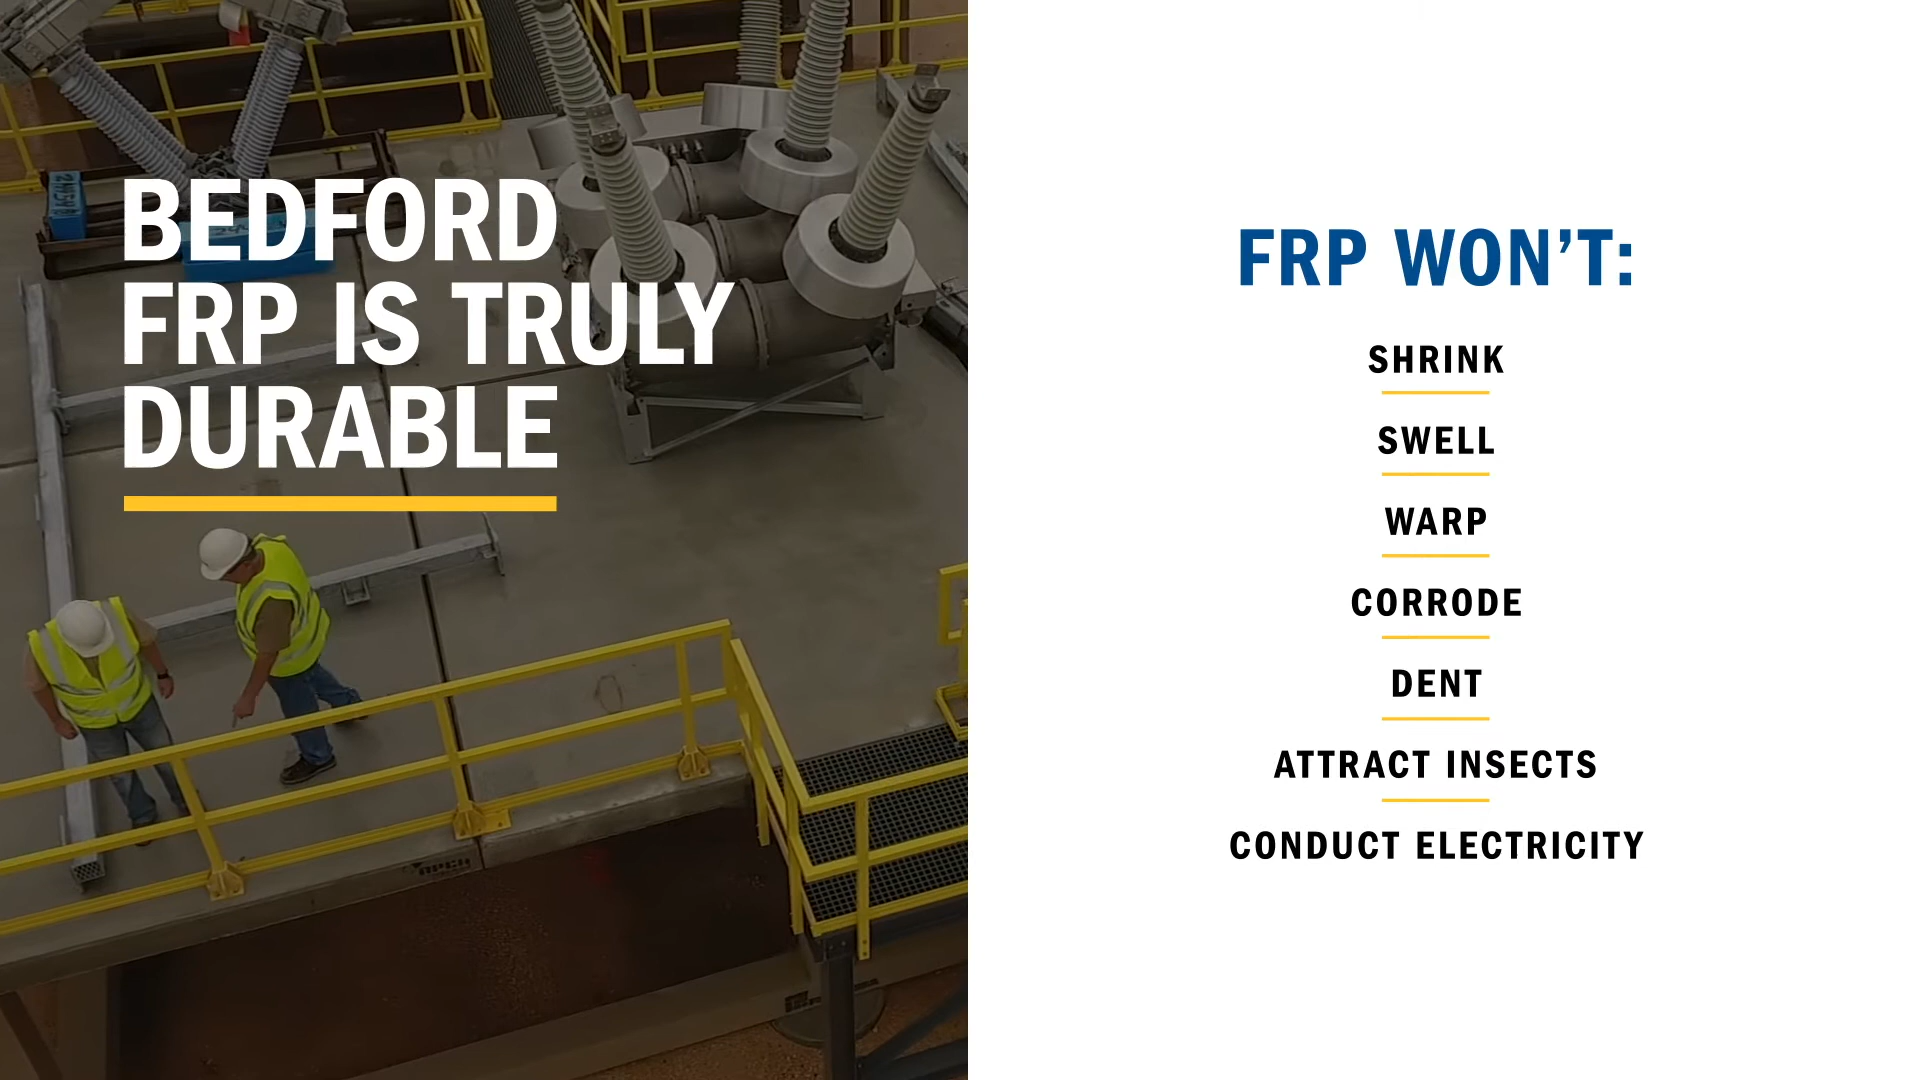 BEDFORD
FRP IS TRULY
DURABLE
FRP WON’T:
SHRINK
SWELL
WARP
CORRODE
DENT
ATTRACT INSECTS
CONDUCT ELECTRICITY